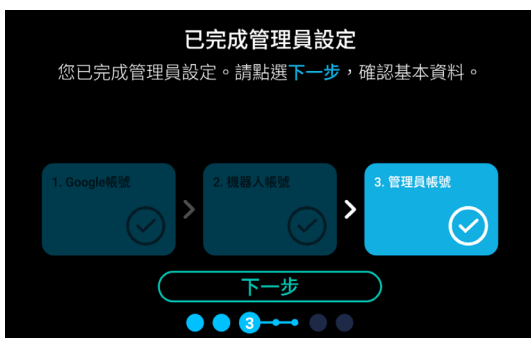 已完成管理員設定
您已完成管理員設定。請點選下一步，確認基本資料。
1. Google帳號
2. 機器人帳號
3. 管理員帳號
下一步
3